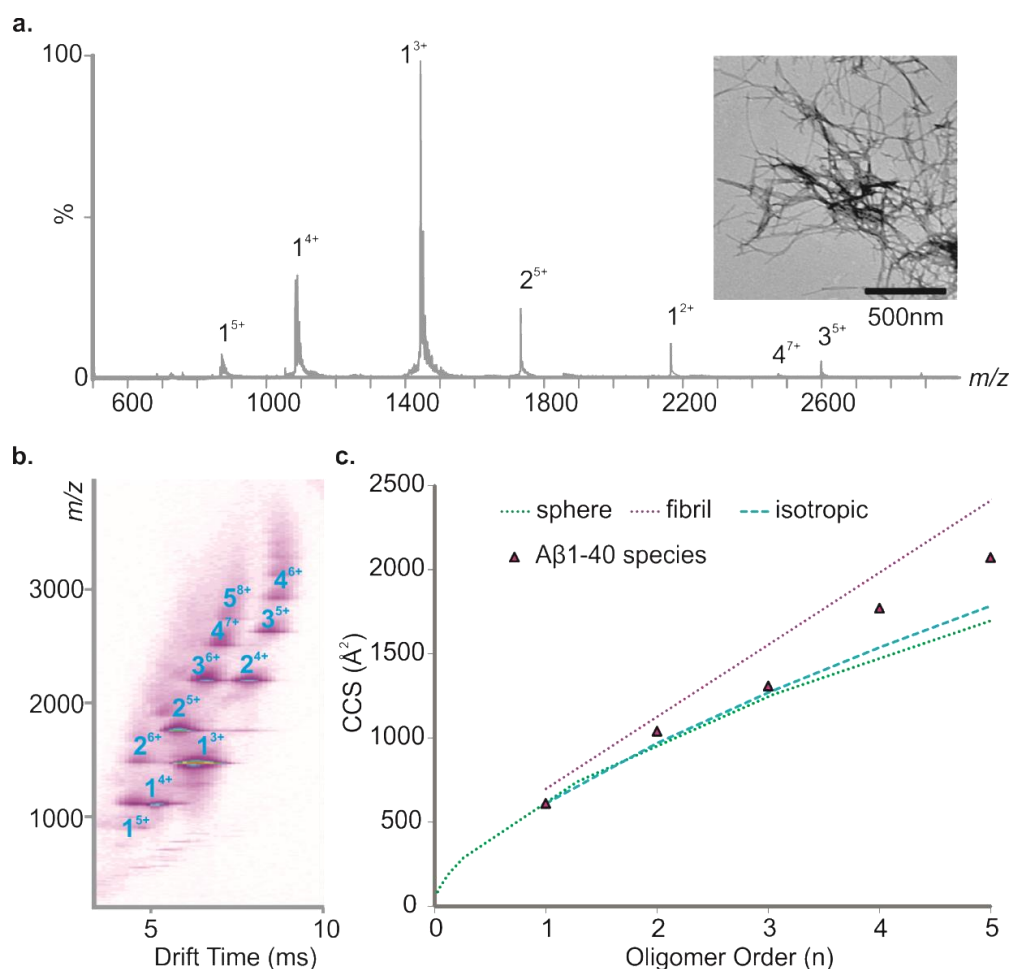 a.
100
%
0
1⁵⁺
1⁴⁺
1³⁺
2⁵⁺
1²⁺
4⁷⁺
3⁵⁺
600 1000 1400 1800 2200 2600 m/z
500nm
b.
m/z
3000
2000
1000
4⁶⁺
5⁸⁺
3⁵⁺
4⁷⁺
3⁶⁺ 2⁴⁺
2⁵⁺
2⁶⁺ 1³⁺
1⁴⁺
1⁵⁺
5 10
Drift Time (ms)
c.
CCS (Å²)
2500
2000
1500
1000
500
0
sphere fibril isotropic
Aβ1-40 species
0 1 2 3 4 5
Oligomer Order (n)